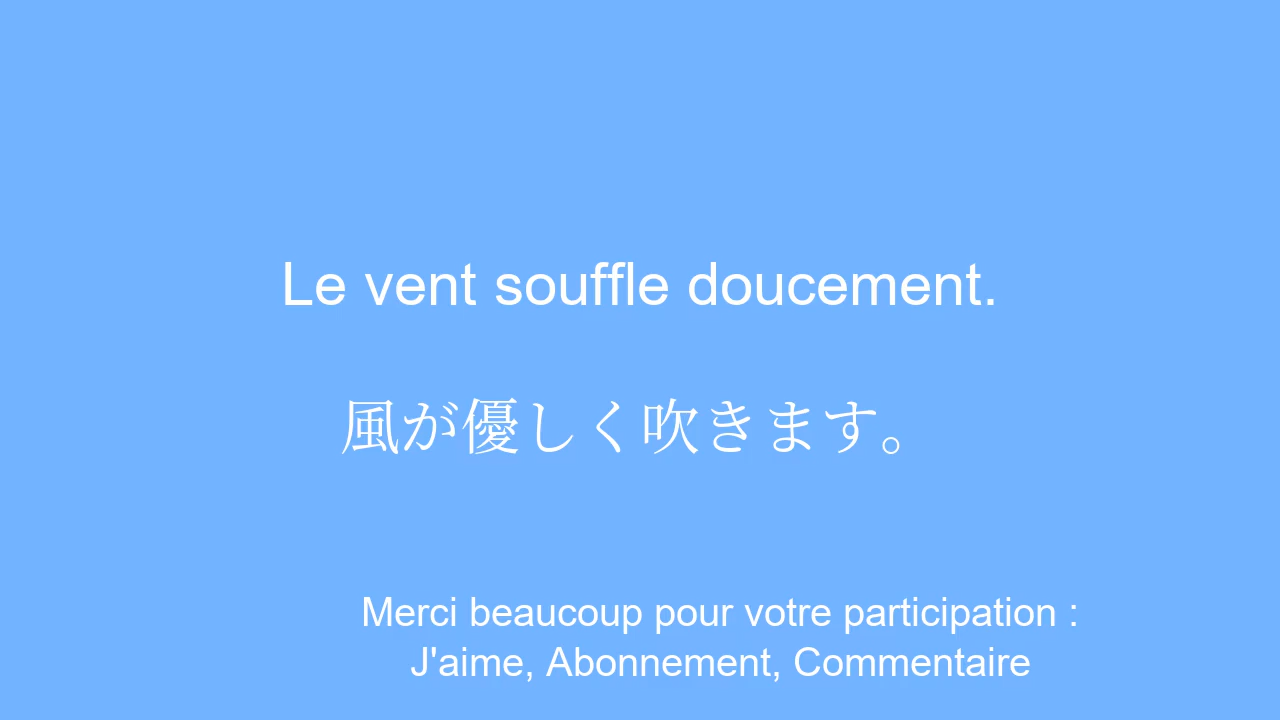 Le vent souffle doucement.
風が優しく吹きます。
Merci beaucoup pour votre participation :
J'aime, Abonnement, Commentaire